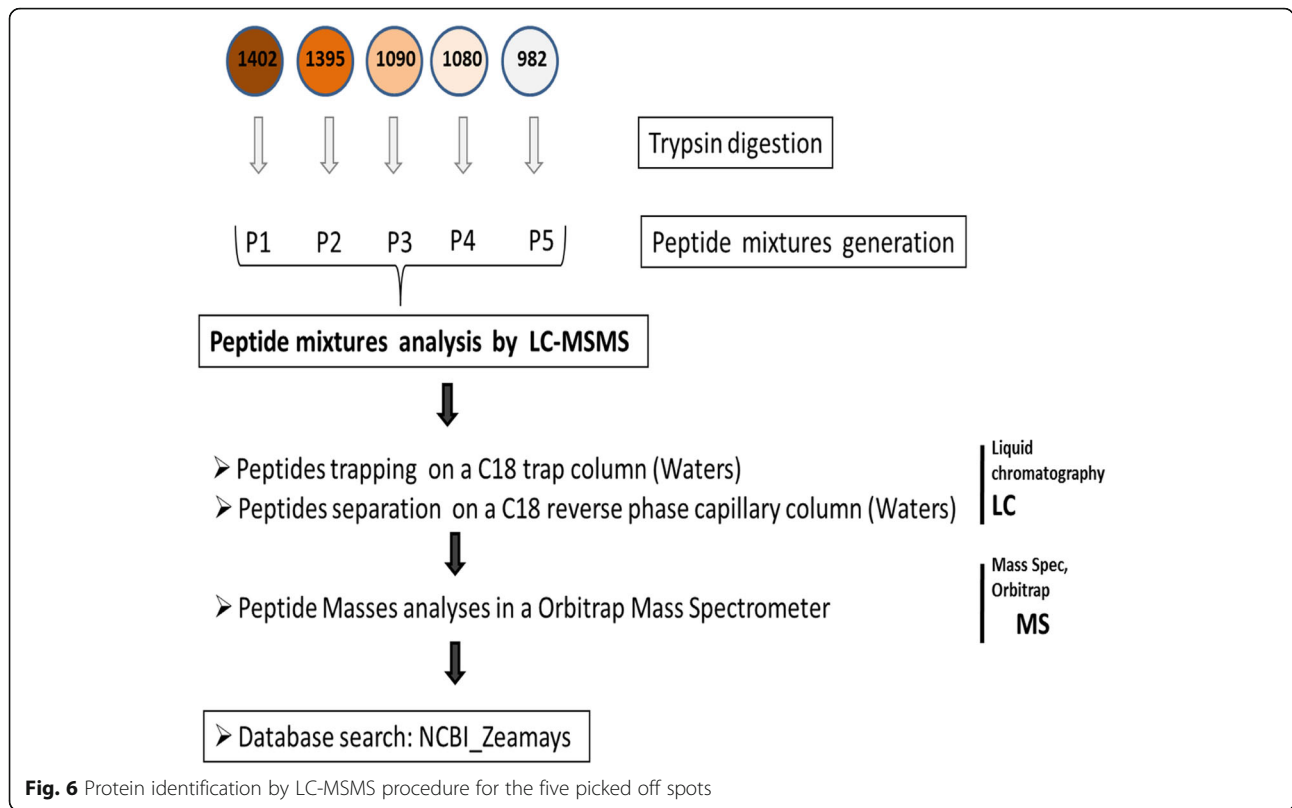 1402 1395 1090 1080 982
Trypsin digestion
P1 P2 P3 P4 P5
Peptide mixtures generation
Peptide mixtures analysis by LC-MSMS
➢ Peptides trapping on a C18 trap column (Waters)
➢ Peptides separation on a C18 reverse phase capillary column (Waters)
Liquid
chromatography
LC
➢ Peptide Masses analyses in a Orbitrap Mass Spectrometer
Mass Spec,
Orbitrap
MS
➢ Database search: NCBI_Zeamays
Fig. 6 Protein identification by LC-MSMS procedure for the five picked off spots